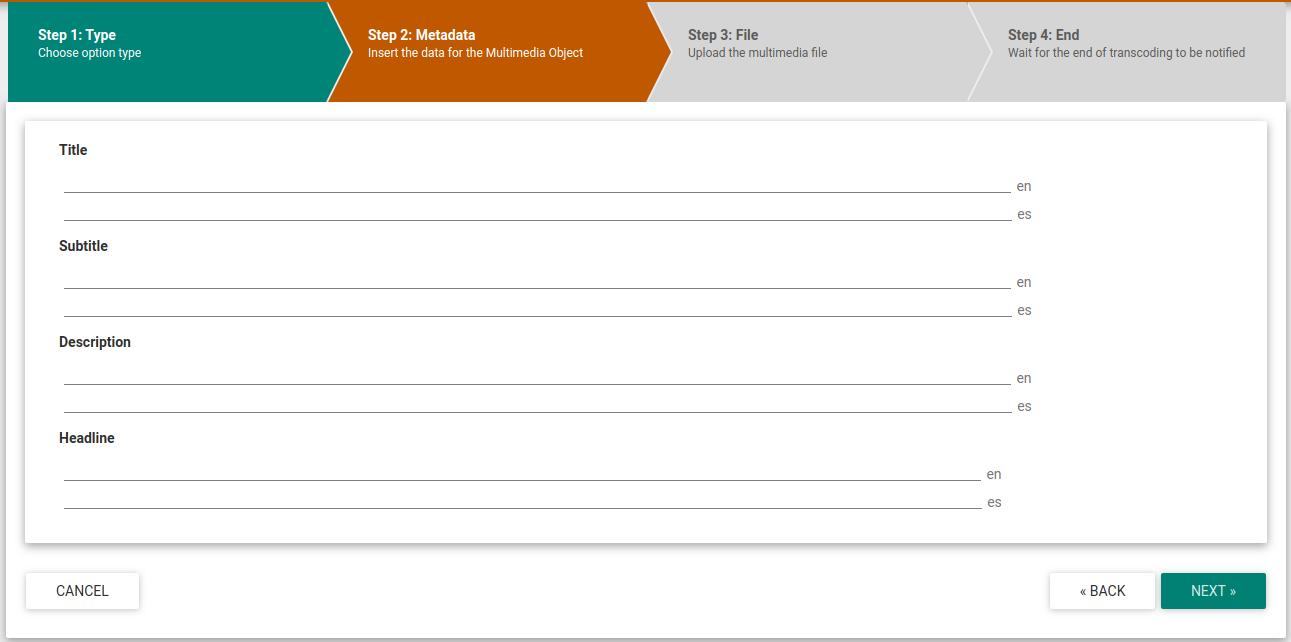 Step 1: Type
Choose option type
Step 2: Metadata
Insert the data for the Multimedia Object
Step 3: File
Upload the multimedia file
Step 4: End
Wait for the end of transcoding to be notified
Title
en
es
Subtitle
en
es
Description
en
es
Headline
en
es
CANCEL
« BACK
NEXT »